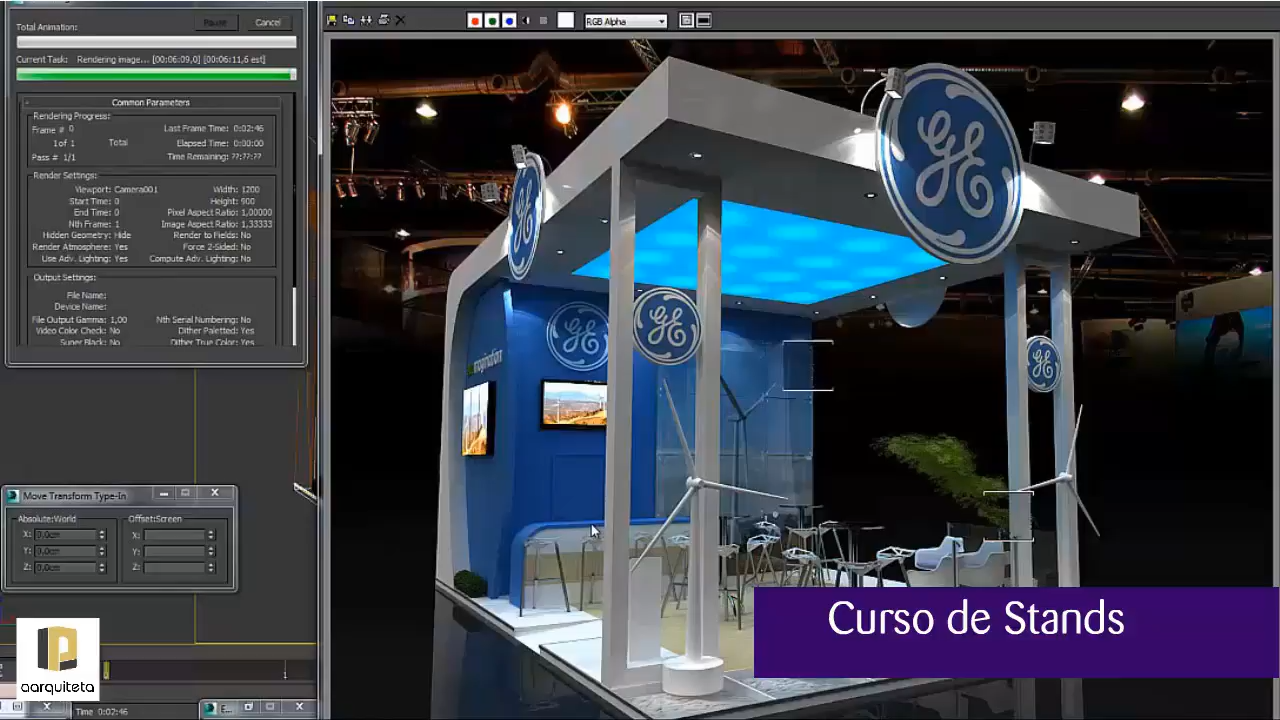 Total Animation:
Pause
Cancel
Current Task: Rendering image... [00:06:09,0] [00:06:11,6 est]
Common Parameters
Rendering Progress:
Frame # 0
Last Frame Time: 0:02:46
1of 1
Total
Elapsed Time: 0:00:00
Pass # 1/1
Time Remaining: ??:??:??
Render Settings:
Viewport: Camera001
Width: 1200
Start Time: 0
Height: 900
End Time: 0
Pixel Aspect Ratio: 1,00000
Nth Frame: 1
Image Aspect Ratio: 1,33333
Hidden Geometry: Hide
Render to Fields: No
Render Atmosphere: Yes
Force 2-Sided: No
Use Adv. Lighting: Yes
Compute Adv. Lighting: No
Output Settings:
File Name:
Device Name:
File Output Gamma: 1,00
Nth Serial Numbering: No
Video Color Check: No
Dither Paletted: Yes
Super Black: No
Dither True Color: Yes
RGB Alpha
GE
GE
GE
GE
GE
Move Transform Type-In
Absolute:World
Offset:Screen
X: 0,0cm
X:
Y: 0,0cm
Y:
Z: 0,0cm
Z:
aarquiteta
Time 0:02:46
E...
Curso de Stands